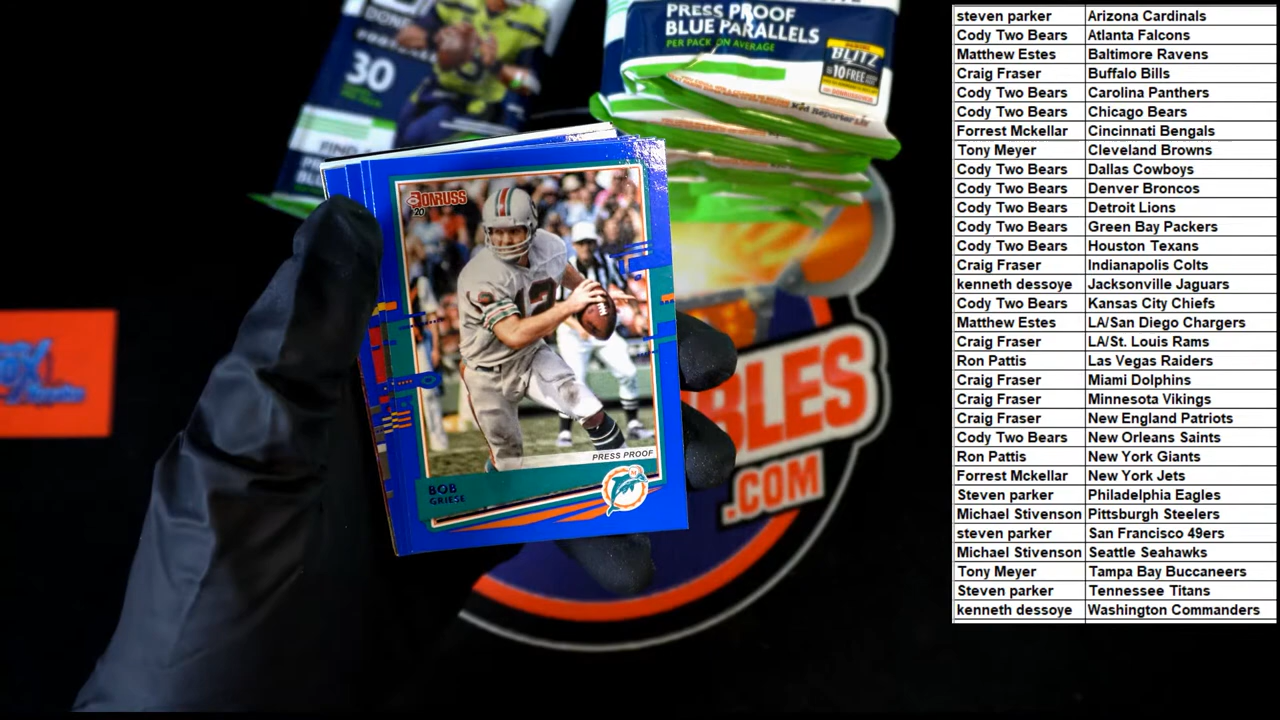 DONR
30
FIND
PRESS PROOF
BLUE PARALLELS
PER PACK ON AVERAGE
PANINI
BLITZ
10 FREE
DONRUSS
20
12
PRESS PROOF
BOB
GRIESE
M
BLES
.COM
steven parker Arizona Cardinals
Cody Two Bears Atlanta Falcons
Matthew Estes Baltimore Ravens
Craig Fraser Buffalo Bills
Cody Two Bears Carolina Panthers
Cody Two Bears Chicago Bears
Forrest Mckellar Cincinnati Bengals
Tony Meyer Cleveland Browns
Cody Two Bears Dallas Cowboys
Cody Two Bears Denver Broncos
Cody Two Bears Detroit Lions
Cody Two Bears Green Bay Packers
Cody Two Bears Houston Texans
Craig Fraser Indianapolis Colts
kenneth dessoye Jacksonville Jaguars
Cody Two Bears Kansas City Chiefs
Matthew Estes LA/San Diego Chargers
Craig Fraser LA/St. Louis Rams
Ron Pattis Las Vegas Raiders
Craig Fraser Miami Dolphins
Craig Fraser Minnesota Vikings
Craig Fraser New England Patriots
Cody Two Bears New Orleans Saints
Ron Pattis New York Giants
Forrest Mckellar New York Jets
Steven parker Philadelphia Eagles
Michael Stivenson Pittsburgh Steelers
steven parker San Francisco 49ers
Michael Stivenson Seattle Seahawks
Tony Meyer Tampa Bay Buccaneers
Steven parker Tennessee Titans
kenneth dessoye Washington Commanders